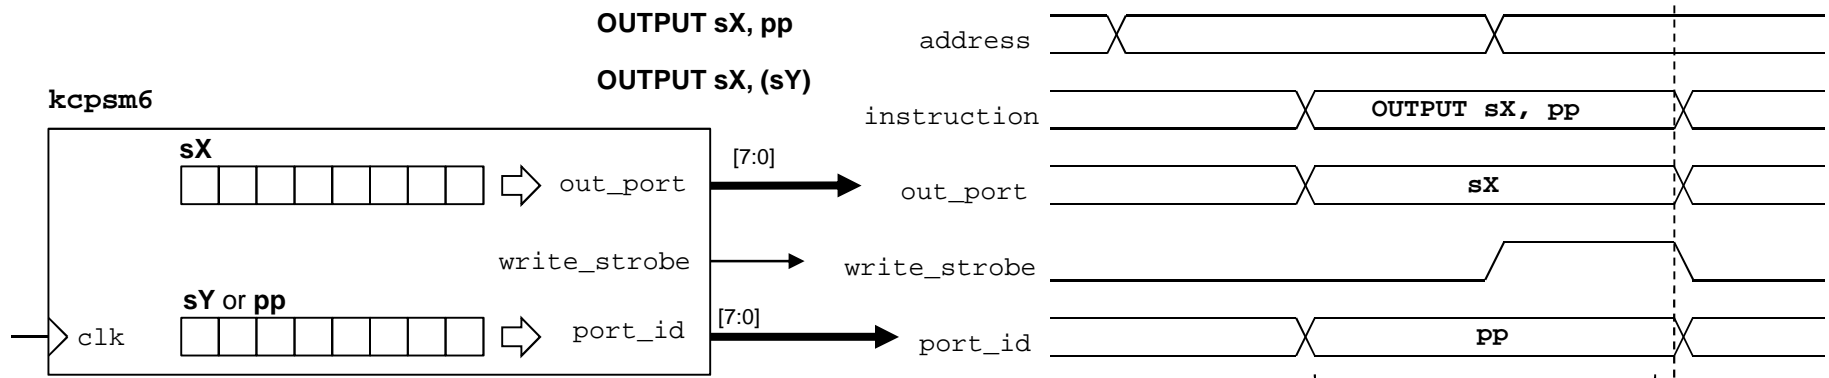 OUTPUT sX, pp
OUTPUT sX, (sY)
kcpsm6
sX
out_port
[7:0]
write_strobe
sY or pp
port_id
[7:0]
clk
address
instruction
OUTPUT sX, pp
out_port
sX
write_strobe
port_id
pp